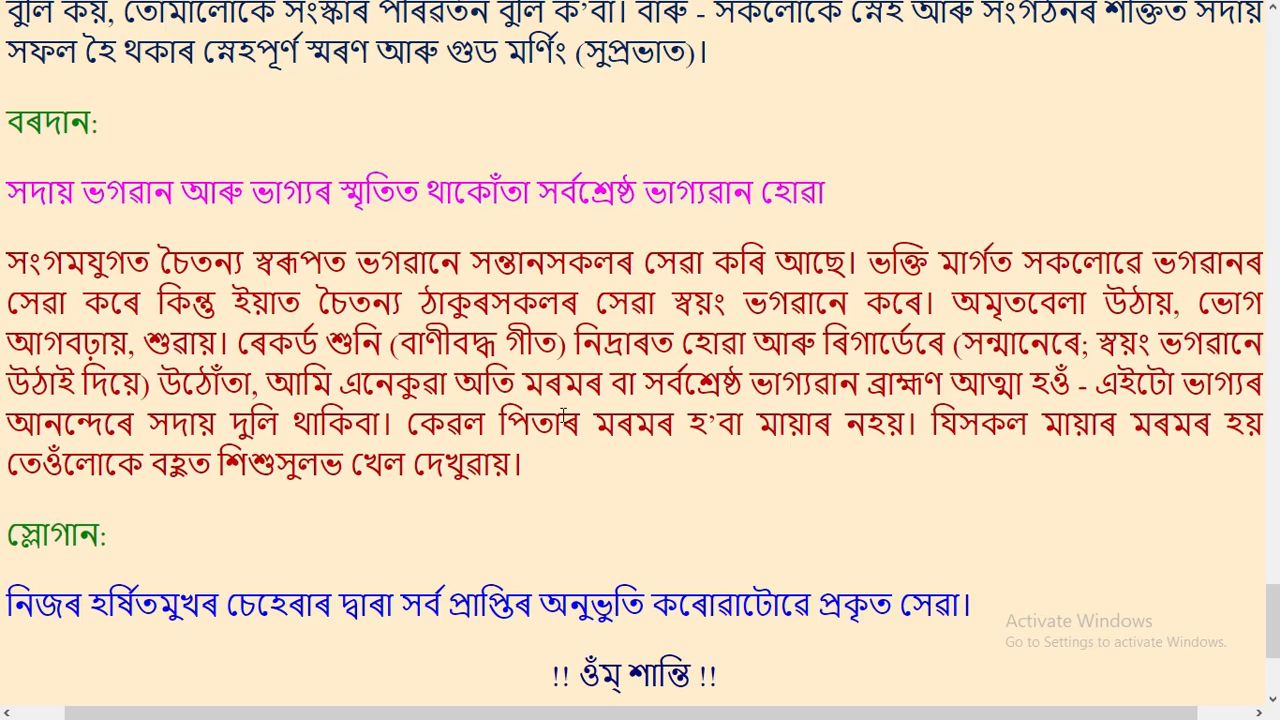 বুলি কয়, তোমালোকে সংস্কাৰ পৰিৱৰ্তন বুলি ক’বা। বাৰু - সকলোকে স্নেহ আৰু সংগঠনৰ শক্তিত সদায়
সফল হৈ থকাৰ স্নেহপূৰ্ণ স্মৰণ আৰু গুড মৰ্ণিং (সুপ্ৰভাত)।
বৰদান:
সদায় ভগৱান আৰু ভাগ্যৰ স্মৃতিত থাকোঁতা সৰ্বশ্ৰেষ্ঠ ভাগ্যৱান হোৱা
সংগমযুগত চৈতন্য স্বৰূপত ভগৱানে সন্তানসকলৰ সেৱা কৰি আছে। ভক্তি মাৰ্গত সকলোৱে ভগৱানৰ
সেৱা কৰে কিন্তু ইয়াত চৈতন্য ঠাকুৰসকলৰ সেৱা স্বয়ং ভগৱানে কৰে। অমৃতবেলা উঠায়, ভোগ
আগবঢ়ায়, শুৱায়। ৰেকৰ্ড শুনি (বাণীবদ্ধ গীত) নিদ্ৰাৰত হোৱা আৰু ৰিগাৰ্ডেৰে (সন্মানেৰে; স্বয়ং ভগৱানে
উঠাই দিয়ে) উঠোঁতা, আমি এনেকুৱা অতি মৰমৰ বা সৰ্বশ্ৰেষ্ঠ ভাগ্যৱান ব্ৰাহ্মণ আত্মা হওঁ - এইটো ভাগ্যৰ
আনন্দেৰে সদায় দুলি থাকিবা। কেৱল পিতাৰ মৰমৰ হ’বা মায়াৰ নহয়। যিসকল মায়াৰ মৰমৰ হয়
তেওঁলোকে বহুত শিশুসুলভ খেল দেখুৱায়।
স্লোগান:
নিজৰ হৰ্ষিতমুখৰ চেহেৰাৰ দ্বাৰা সৰ্ব প্ৰাপ্তিৰ অনুভুতি কৰোৱাটোৱে প্ৰকৃত সেৱা।
Activate Windows
Go to Settings to activate Windows.
!! ওঁম্ শান্তি !!